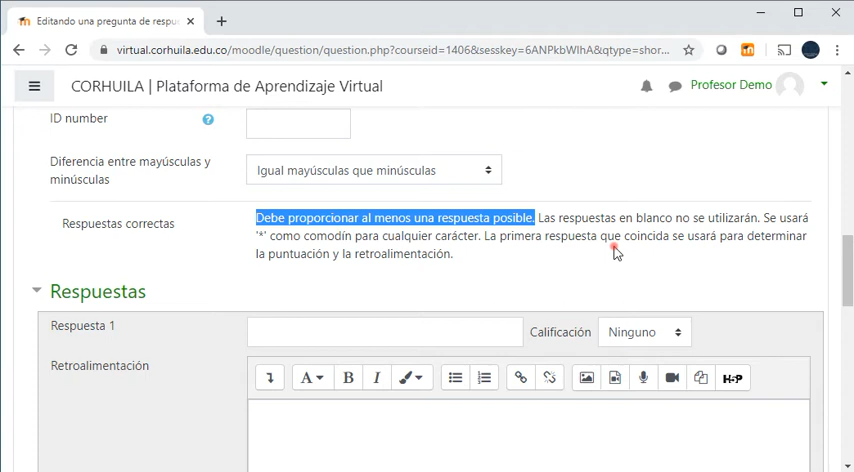 Editando una pregunta de respue
virtual.corhuila.edu.co/moodle/question/question.php?courseid=1406&sesskey=6ANPkbWIhA&qtype=shor...
CORHUILA | Plataforma de Aprendizaje Virtual
Profesor Demo
ID number
Diferencia entre mayúsculas y
minúsculas
Igual mayúsculas que minúsculas
Respuestas correctas
Debe proporcionar al menos una respuesta posible. Las respuestas en blanco no se utilizarán. Se usará
'*' como comodín para cualquier carácter. La primera respuesta que coincida se usará para determinar
la puntuación y la retroalimentación.
Respuestas
Respuesta 1
Calificación
Ninguno
Retroalimentación
A B I
H-P